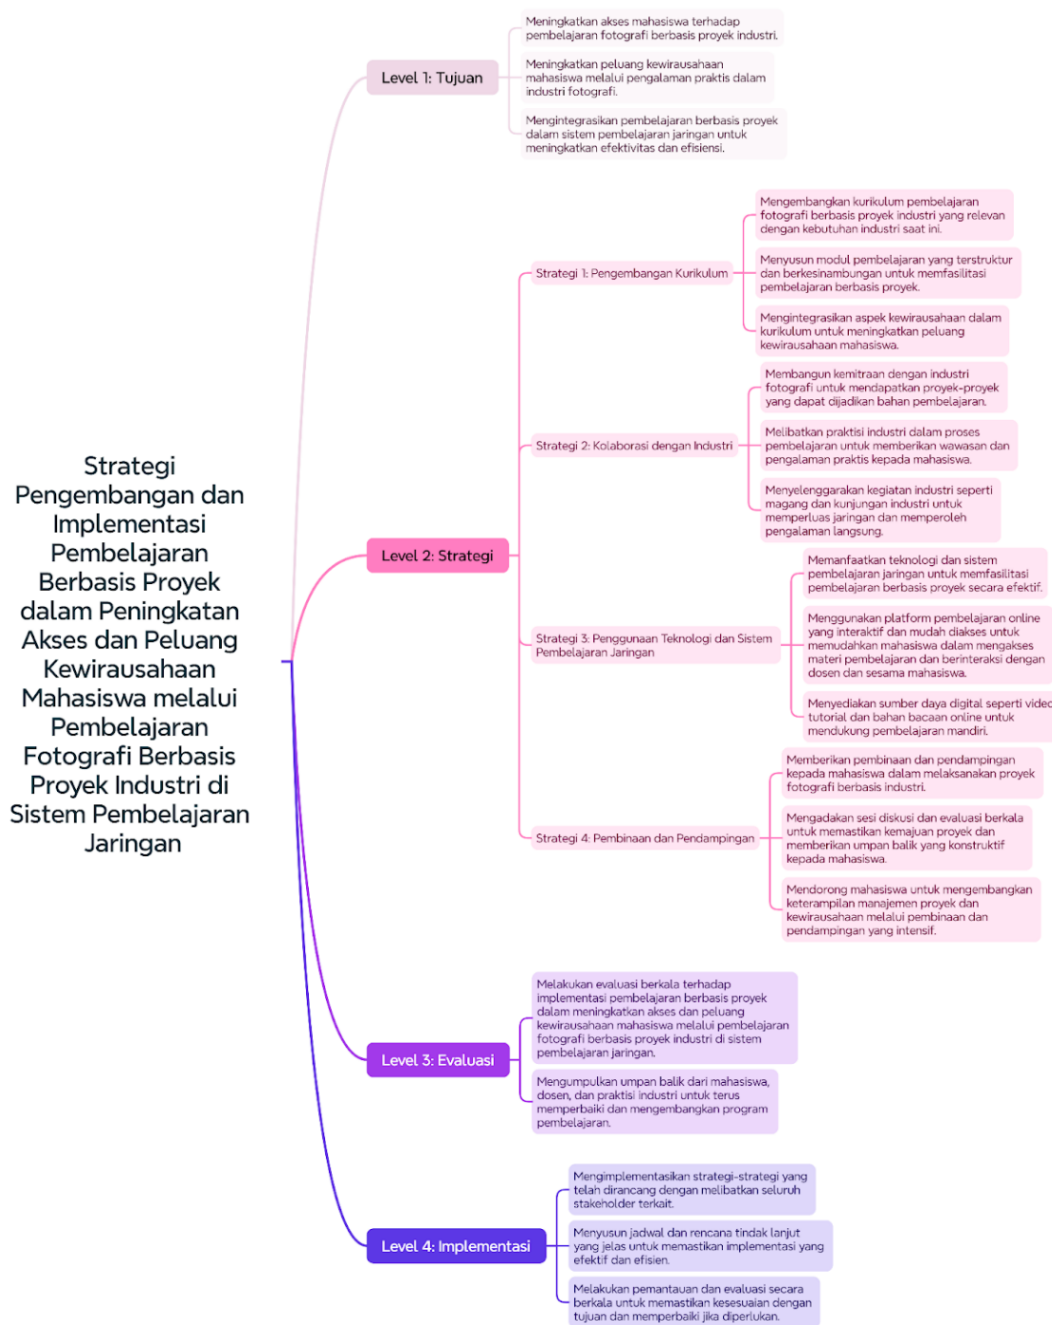 Strategi
Pengembangan dan
Implementasi
Pembelajaran
Berbasis Proyek
dalam Peningkatan
Akses dan Peluang
Kewirausahaan
Mahasiswa melalui
Pembelajaran
Fotografi Berbasis
Proyek Industri di
Sistem Pembelajaran
Jaringan
Level 1: Tujuan
Meningkatkan akses mahasiswa terhadap
pembelajaran fotografi berbasis proyek industri.
Meningkatkan peluang kewirausahaan
mahasiswa melalui pengalaman praktis dalam
industri fotografi.
Mengintegrasikan pembelajaran berbasis proyek
dalam sistem pembelajaran jaringan untuk
meningkatkan efektivitas dan efisiensi.
Level 2: Strategi
Strategi 1: Pengembangan Kurikulum
Mengembangkan kurikulum pembelajaran
fotografi berbasis proyek industri yang relevan
dengan kebutuhan industri saat ini.
Menyusun modul pembelajaran yang terstruktur
dan berkesinambungan untuk memfasilitasi
pembelajaran berbasis proyek.
Mengintegrasikan aspek kewirausahaan dalam
kurikulum untuk meningkatkan peluang
kewirausahaan mahasiswa.
Strategi 2: Kolaborasi dengan Industri
Membangun kemitraan dengan industri
fotografi untuk mendapatkan proyek-proyek
yang dapat dijadikan bahan pembelajaran.
Melibatkan praktisi industri dalam proses
pembelajaran untuk memberikan wawasan dan
pengalaman praktis kepada mahasiswa.
Menyelenggarakan kegiatan industri seperti
magang dan kunjungan industri untuk
memperluas jaringan dan memperoleh
pengalaman langsung.
Strategi 3: Penggunaan Teknologi dan Sistem
Pembelajaran Jaringan
Memanfaatkan teknologi dan sistem
pembelajaran jaringan untuk memfasilitasi
pembelajaran berbasis proyek secara efektif.
Menggunakan platform pembelajaran online
yang interaktif dan mudah diakses untuk
memudahkan mahasiswa dalam mengakses
materi pembelajaran dan berinteraksi dengan
dosen dan sesama mahasiswa.
Menyediakan sumber daya digital seperti video
tutorial dan bahan bacaan online untuk
mendukung pembelajaran mandiri.
Strategi 4: Pembinaan dan Pendampingan
Memberikan pembinaan dan pendampingan
kepada mahasiswa dalam melaksanakan proyek
fotografi berbasis industri.
Mengadakan sesi diskusi dan evaluasi berkala
untuk memastikan kemajuan proyek dan
memberikan umpan balik yang konstruktif
kepada mahasiswa.
Mendorong mahasiswa untuk mengembangkan
keterampilan manajemen proyek dan
kewirausahaan melalui pembinaan dan
pendampingan yang intensif.
Level 3: Evaluasi
Melakukan evaluasi berkala terhadap
implementasi pembelajaran berbasis proyek
dalam meningkatkan akses dan peluang
kewirausahaan mahasiswa melalui pembelajaran
fotografi berbasis proyek industri di sistem
pembelajaran jaringan.
Mengumpulkan umpan balik dari mahasiswa,
dosen, dan praktisi industri untuk terus
memperbaiki dan mengembangkan program
pembelajaran.
Level 4: Implementasi
Mengimplementasikan strategi-strategi yang
telah dirancang dengan melibatkan seluruh
stakeholder terkait.
Menyusun jadwal dan rencana tindak lanjut
yang jelas untuk memastikan implementasi yang
efektif dan efisien.
Melakukan pemantauan dan evaluasi secara
berkala untuk memastikan kesesuaian dengan
tujuan dan memperbaiki jika diperlukan.